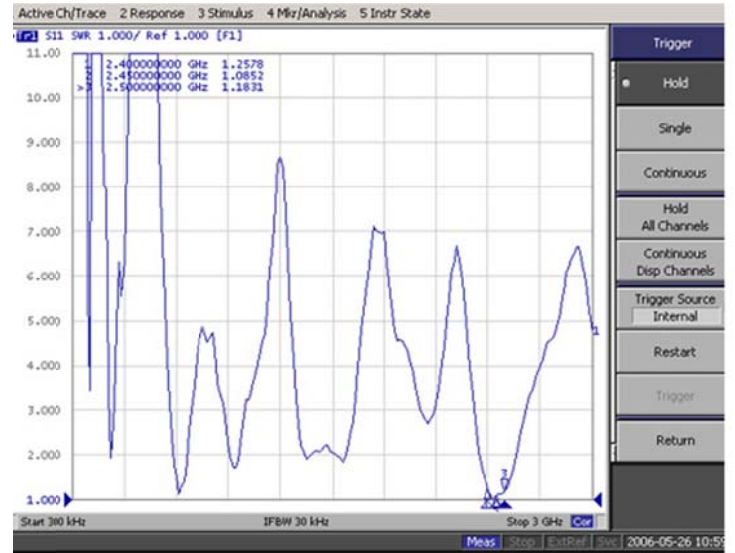 Active Ch/Trace 2 Response 3 Stimulus 4 Mkr/Analysis 5 Instr State
Tr1 S11 SWR 1.000/ Ref 1.000 [F1]
11.00
10.00
9.000
8.000
7.000
6.000
5.000
4.000
3.000
2.000
1.000
1 2.400000000 GHz 1.2578
2 2.450000000 GHz 1.0852
>3 2.500000000 GHz 1.1831
1
3
Start 300 kHz IFBW 30 kHz Stop 3 GHz Cor
Meas Stop ExtRef Svc 2006-05-26 10:59
Trigger
Hold
Single
Continuous
Hold
All Channels
Continuous
Disp Channels
Trigger Source
Internal
Restart
Trigger
Return